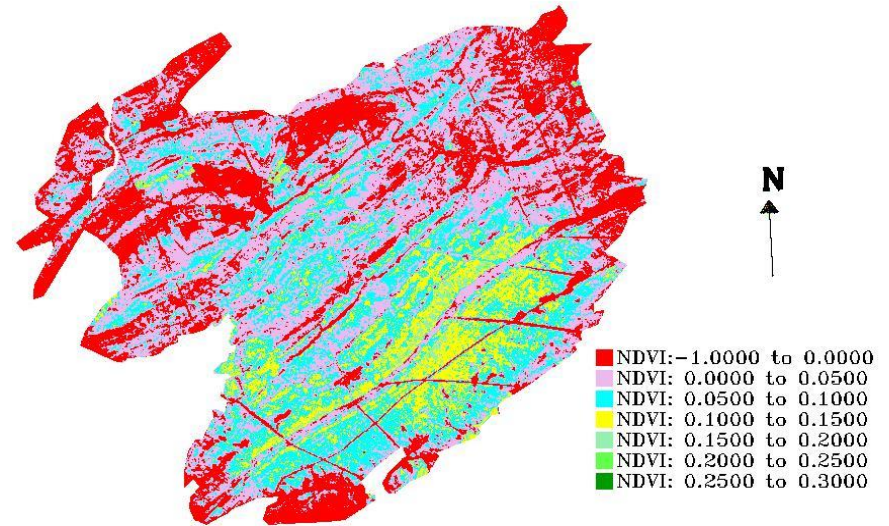 N
NDVI:-1.0000 to 0.0000
NDVI: 0.0000 to 0.0500
NDVI: 0.0500 to 0.1000
NDVI: 0.1000 to 0.1500
NDVI: 0.1500 to 0.2000
NDVI: 0.2000 to 0.2500
NDVI: 0.2500 to 0.3000